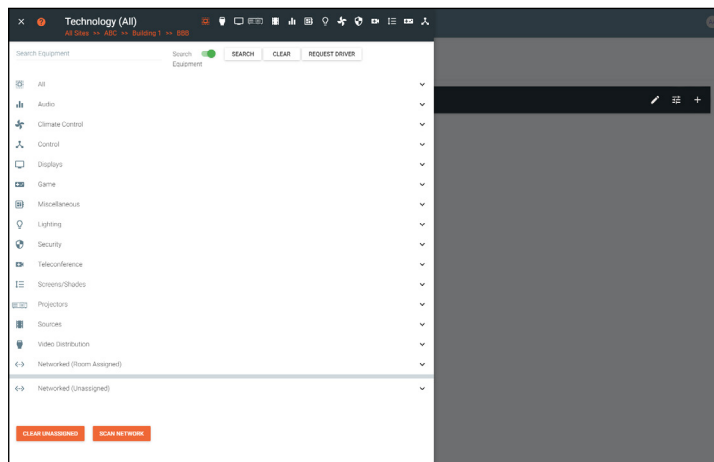 Technology (All)
All Sites >> ABC >> Building 1 >> BBB
Search Equipment
Search
Equipment
SEARCH
CLEAR
REQUEST DRIVER
All
Audio
Climate Control
Control
Displays
Game
Miscellaneous
Lighting
Security
Teleconference
Screens/Shades
Projectors
Sources
Video Distribution
Networked (Room Assigned)
Networked (Unassigned)
CLEAR UNASSIGNED
SCAN NETWORK